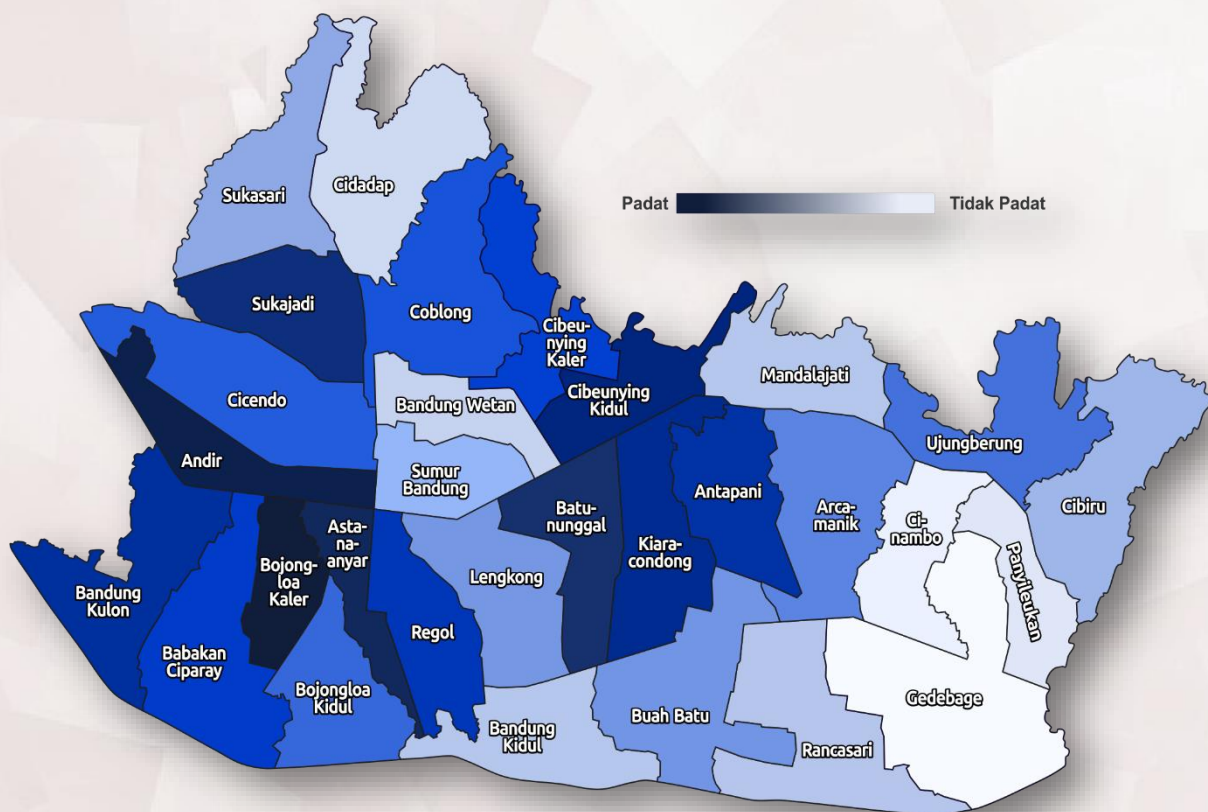 Sukasari
Cidadap
Padat
Tidak Padat
Sukajadi
Coblong
Cibeu-
nying
Kaler
Cibeunying
Kidul
Mandalajati
Cicendo
Bandung Wetan
Ujungberung
Andir
Sumur
Bandung
Batu-
nunggal
Antapani
Arca-
manik
Ci-
nambo
Cibiru
Asta-
na-
anyar
Bojong-
loa
Kaler
Kiara-
condong
Lengkong
Panyileukan
Bandung
Kulon
Babakan
Ciparay
Regol
Bojongloa
Kidul
Gedebage
Buah Batu
Bandung
Kidul
Rancasari